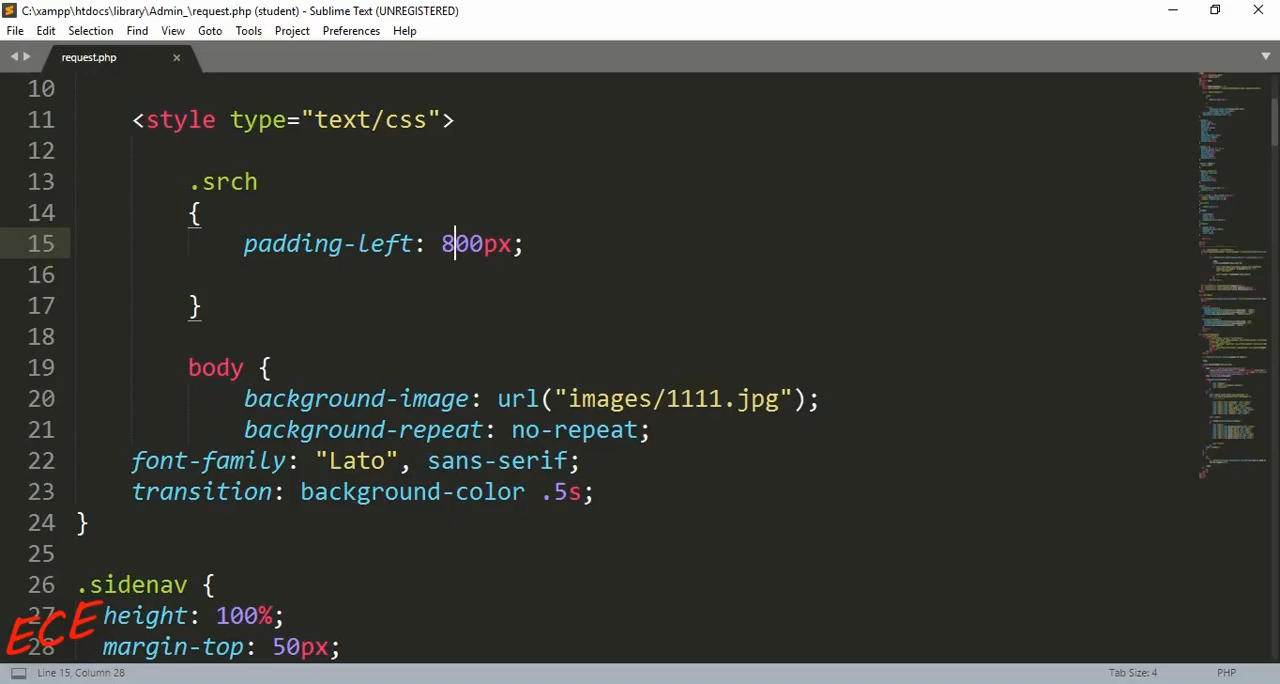 C:\xampp\htdocs\library\Admin_\request.php (student) - Sublime Text (UNREGISTERED)
File Edit Selection Find View Goto Tools Project Preferences Help
request.php
10
11 <style type="text/css">
12
13 .srch
14 {
15 padding-left: 800px;
16
17 }
18
19 body {
20 background-image: url("images/1111.jpg");
21 background-repeat: no-repeat;
22 font-family: "Lato", sans-serif;
23 transition: background-color .5s;
24 }
25
26 .sidenav {
27 height: 100%;
28 margin-top: 50px;
ECE
Line 15, Column 28 Tab Size: 4 PHP